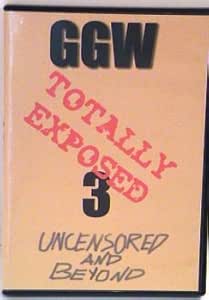 GGW
TOTALLY
EXPOSED
3
UNCENSORED
AND
BEYOND